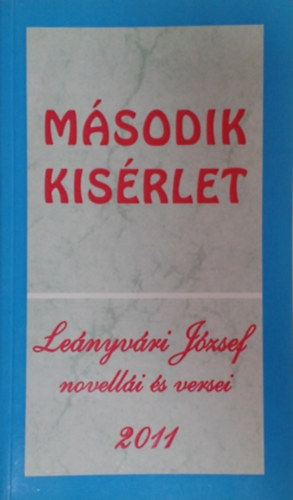 MÁSODIK
KISÉRLET
Leányvári József
novellái és versei
2011